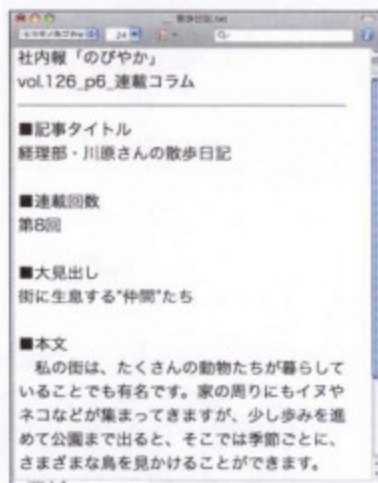 散歩日記.txt
24
社内報「のびやか」
vol.126_p6_連載コラム
■記事タイトル
経理部・川原さんの散歩日記
■連載回数
第8回
■大見出し
街に生息する"仲間"たち
■本文
　私の街は、たくさんの動物たちが暮らして
いることでも有名です。家の周りにもイヌや
ネコなどが集まってきますが、少し歩みを進
めて公園まで出ると、そこでは季節ごとに、
さまざまな鳥を見かけることができます。